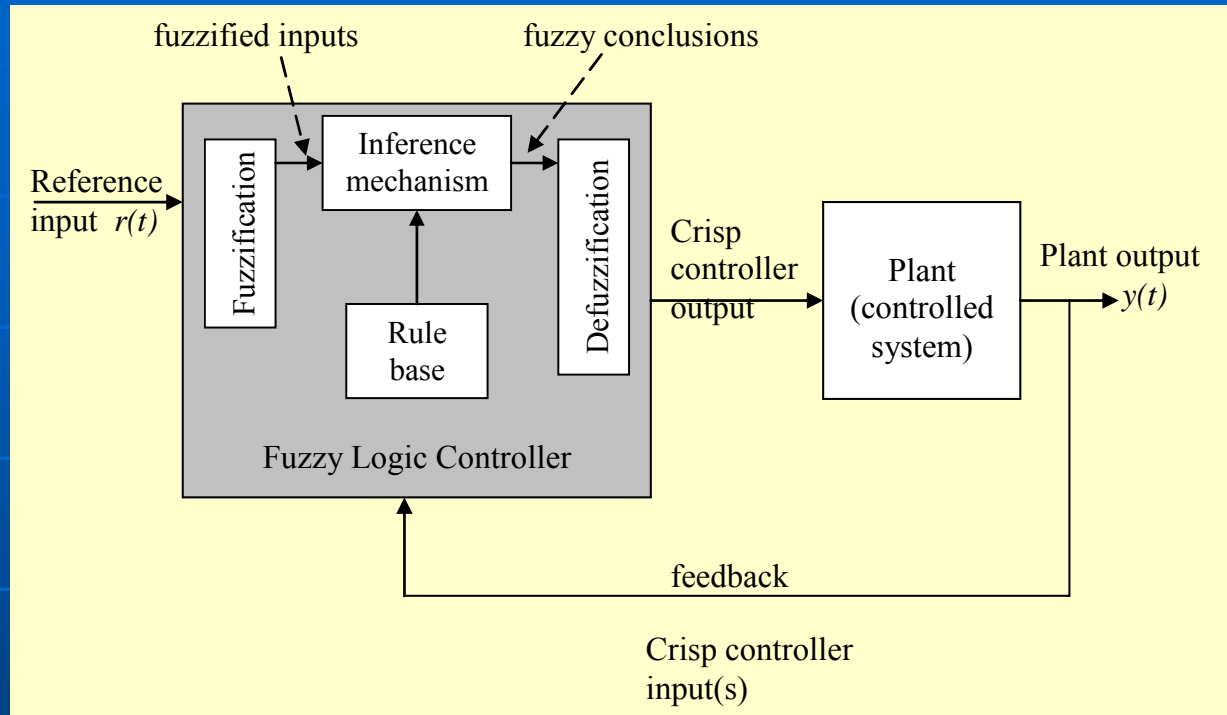 fuzzified inputs
fuzzy conclusions
Reference
input r(t)
Fuzzification
Inference
mechanism
Rule
base
Defuzzification
Fuzzy Logic Controller
Crisp
controller
output
Plant
(controlled
system)
Plant output
y(t)
feedback
Crisp controller
input(s)